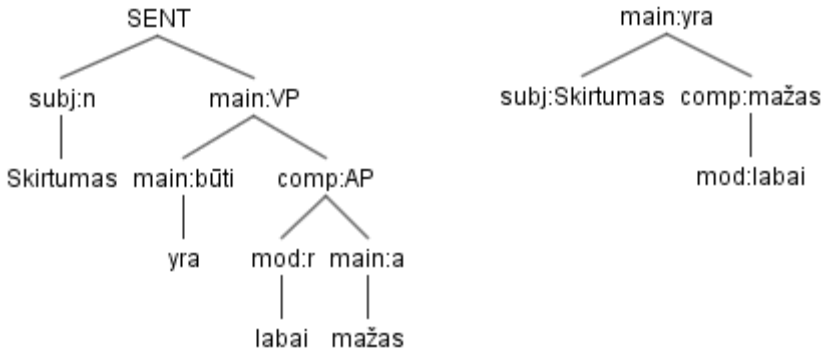 SENT main:yra
subj:n main:VP subj:Skirtumas comp:mažas
Skirtumas main:būti comp:AP mod:labai
yra mod:r main:a
labai mažas